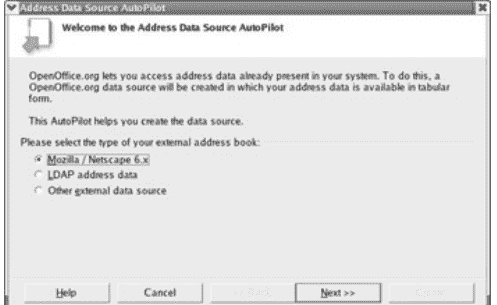 Address Data Source AutoPilot
Welcome to the Address Data Source AutoPilot
OpenOffice.org lets you access address data already present in your system. To do this, a
OpenOffice.org data source will be created in which your address data is available in tabular
form.
This AutoPilot helps you create the data source.
Please select the type of your external address book:
Mozilla / Netscape 6.x
LDAP address data
Other external data source
Help Cancel Next >>